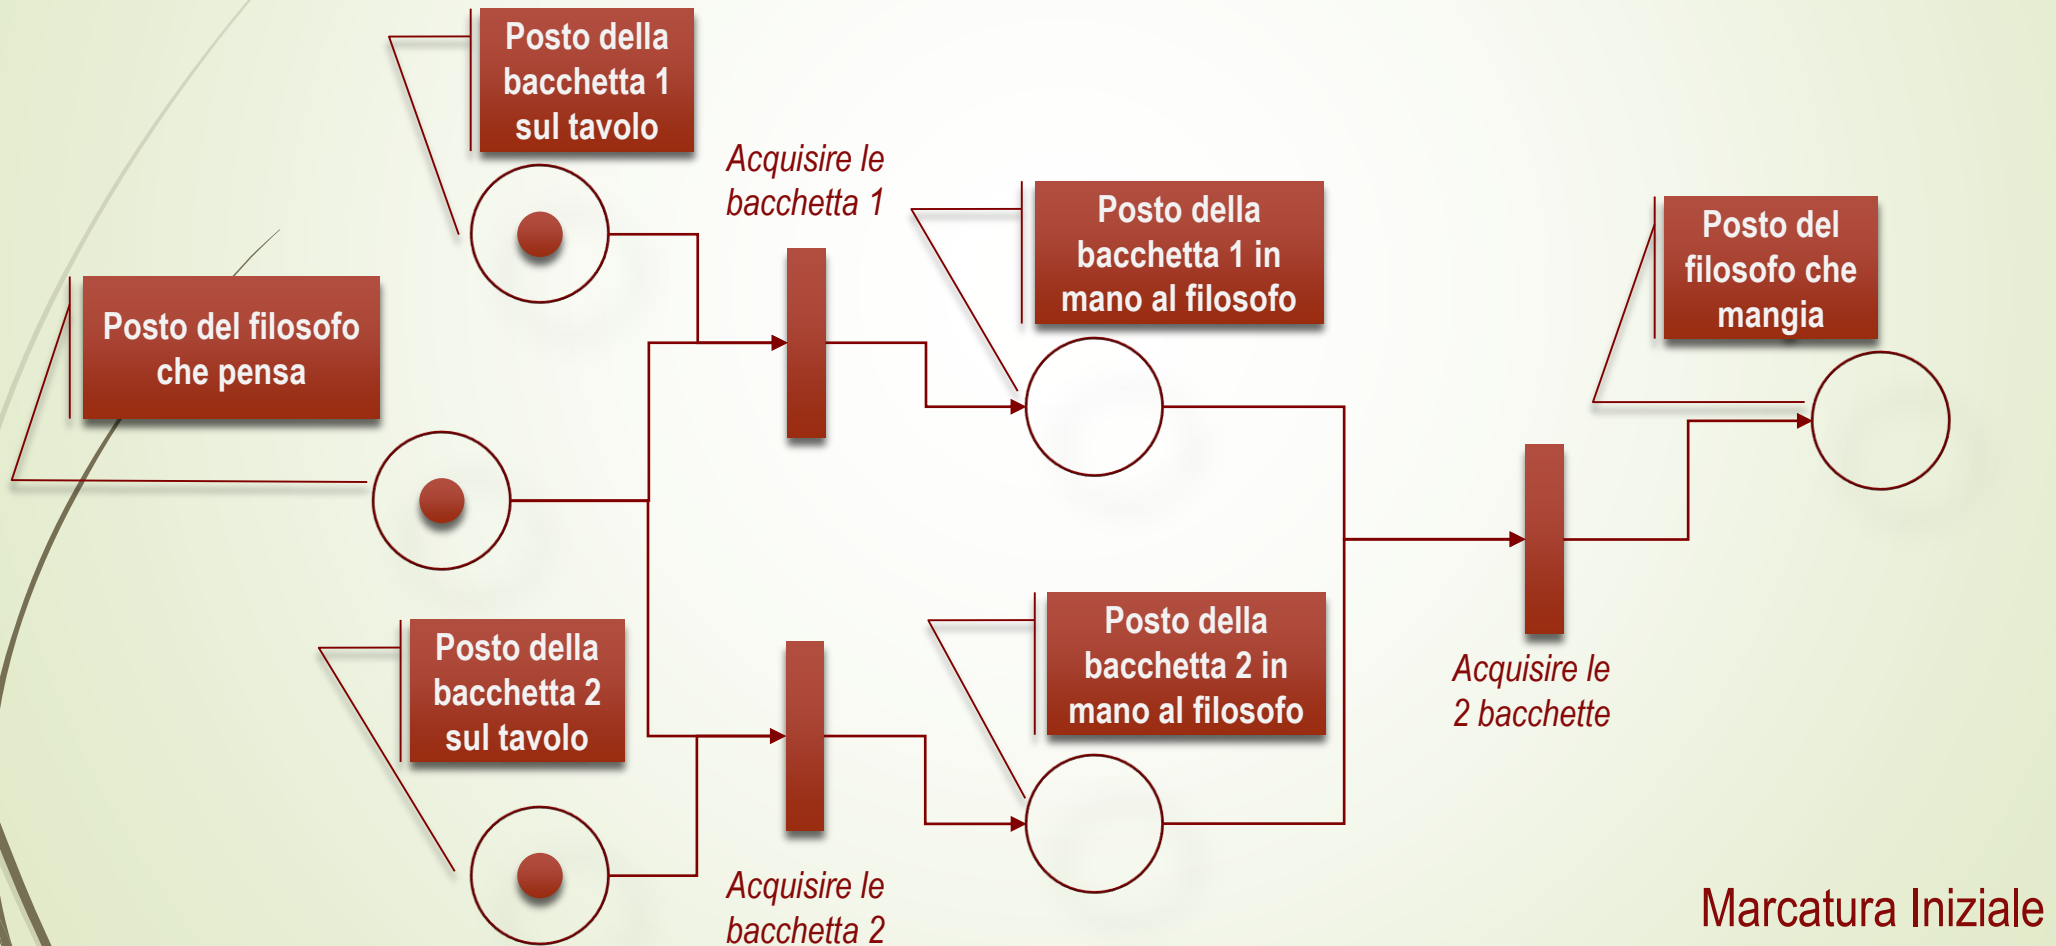 Posto della
bacchetta 1
sul tavolo
Acquisire le
bacchetta 1
Posto della
bacchetta 1 in
mano al filosofo
Posto del
filosofo che
mangia
Posto del filosofo
che pensa
Posto della
bacchetta 2
sul tavolo
Posto della
bacchetta 2 in
mano al filosofo
Acquisire le
2 bacchette
Acquisire le
bacchetta 2
Marcatura Iniziale